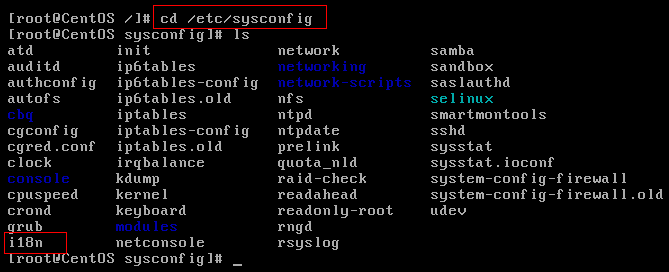 [root@CentOS /]# cd /etc/sysconfig
[root@CentOS sysconfig]# ls
atd init network samba
auditd ip6tables networking sandbox
authconfig ip6tables-config network-scripts saslauthd
autofs ip6tables.old nfs selinux
cbq iptables ntpd smartmontools
cgconfig iptables-config ntpdate sshd
cgred.conf iptables.old prelink sysstat
clock irqbalance quota_nld sysstat.ioconf
console kdump raid-check system-config-firewall
cpuspeed kernel readahead system-config-firewall.old
crond keyboard readonly-root udev
grub modules rngd
i18n netconsole rsyslog
[root@CentOS sysconfig]# _